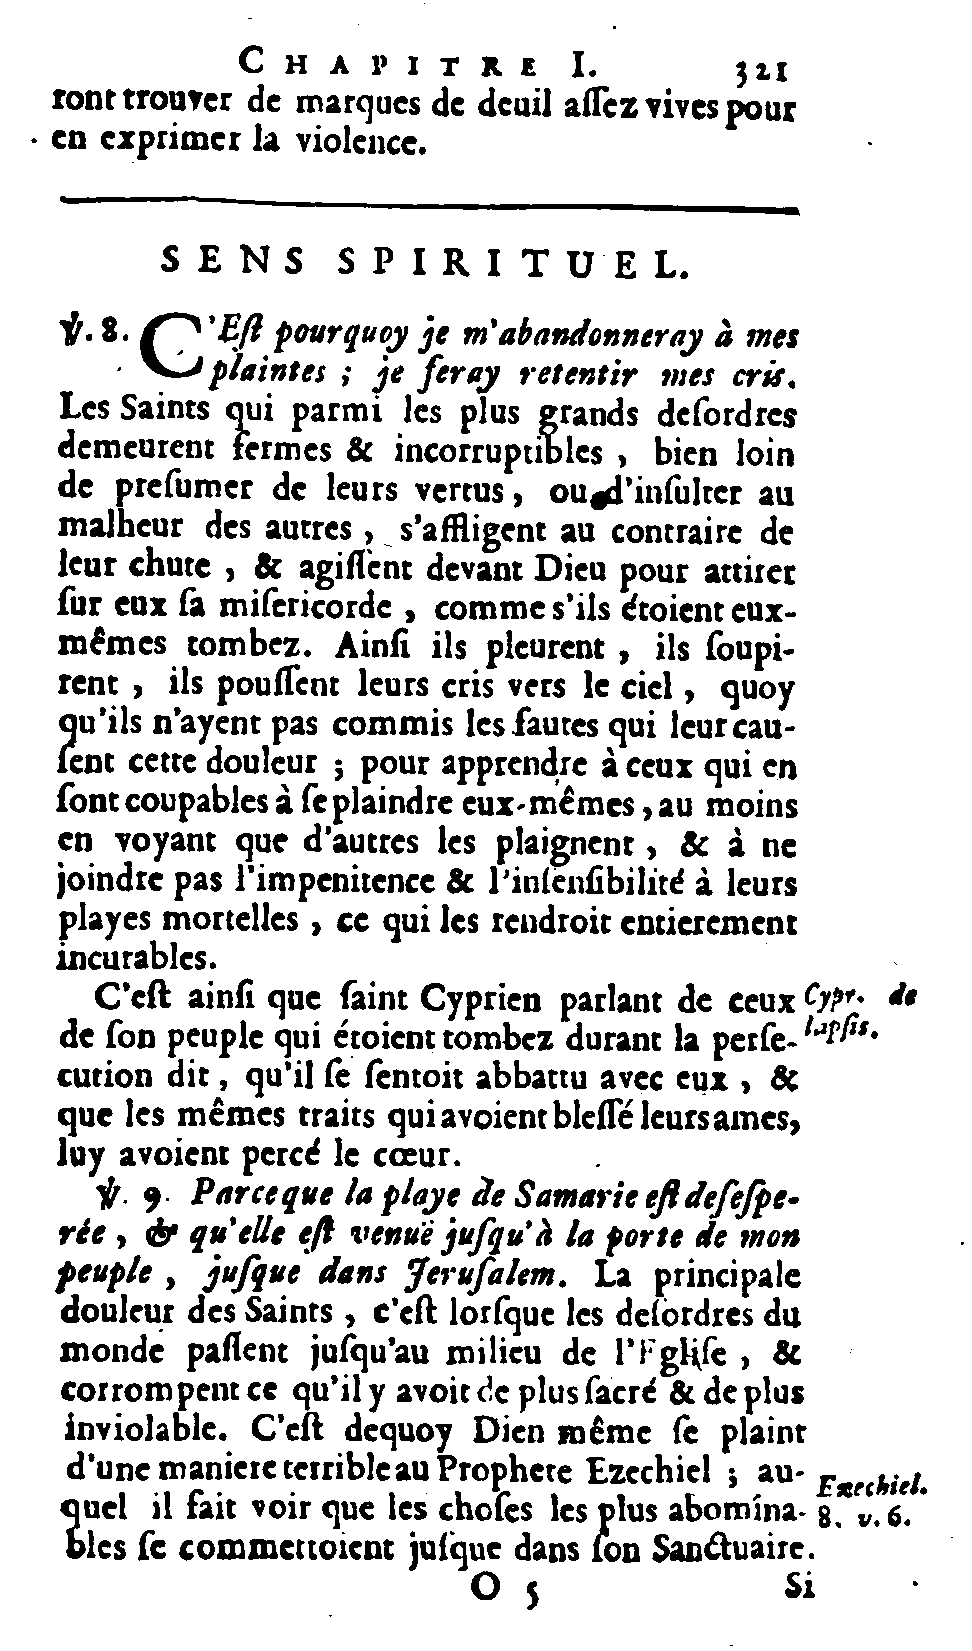 CHAPITRE I. 321
ront trouver de marques de deuil aſſez vives pour
en exprimer la violence.
SENS SPIRITUEL.
℣. 8. C'Eſt pourquoy je m'abandonneray à mes
plaintes ; je feray retentir mes cris.
Les Saints qui parmi les plus grands deſordres
demeurent fermes & incorruptibles , bien loin
de preſumer de leurs vertus, ou d'inſulter au
malheur des autres , s'affligent au contraire de
leur chute , & agiſſent devant Dieu pour attirer
ſur eux ſa miſericorde , comme s'ils étoient eux-
mêmes tombez. Ainſi ils pleurent , ils ſoupi-
rent , ils pouſſent leurs cris vers le ciel , quoy
qu'ils n'ayent pas commis les fautes qui leur cau-
ſent cette douleur ; pour apprendre à ceux qui en
ſont coupables à ſe plaindre eux-mêmes, au moins
en voyant que d'autres les plaignent , & à ne
joindre pas l'impenitence & l'inſenſibilité à leurs
playes mortelles , ce qui les rendroit entierement
incurables.
C'eſt ainſi que ſaint Cyprien parlant de ceux Cypr. de
de ſon peuple qui étoient tombez durant la perſe- lapſis.
cution dit, qu'il ſe ſentoit abbattu avec eux , &
que les mêmes traits qui avoient bleſſé leurs ames,
luy avoient percé le cœur.
℣. 9. Parceque la playe de Samarie eſt deſeſpe-
rée , & qu'elle eſt venuë juſqu'à la porte de mon
peuple , juſque dans Jeruſalem. La principale
douleur des Saints , c'eſt lorſque les deſordres du
monde paſſent juſqu'au milieu de l'Egliſe , &
corrompent ce qu'il y avoit de plus ſacré & de plus
inviolable. C'eſt dequoy Dieu même ſe plaint
d'une maniere terrible au Prophete Ezechiel ; au- Ezechiel.
quel il fait voir que les choſes les plus abomina- 8. v. 6.
bles ſe commettoient juſque dans ſon Sanctuaire.
O 5 Si